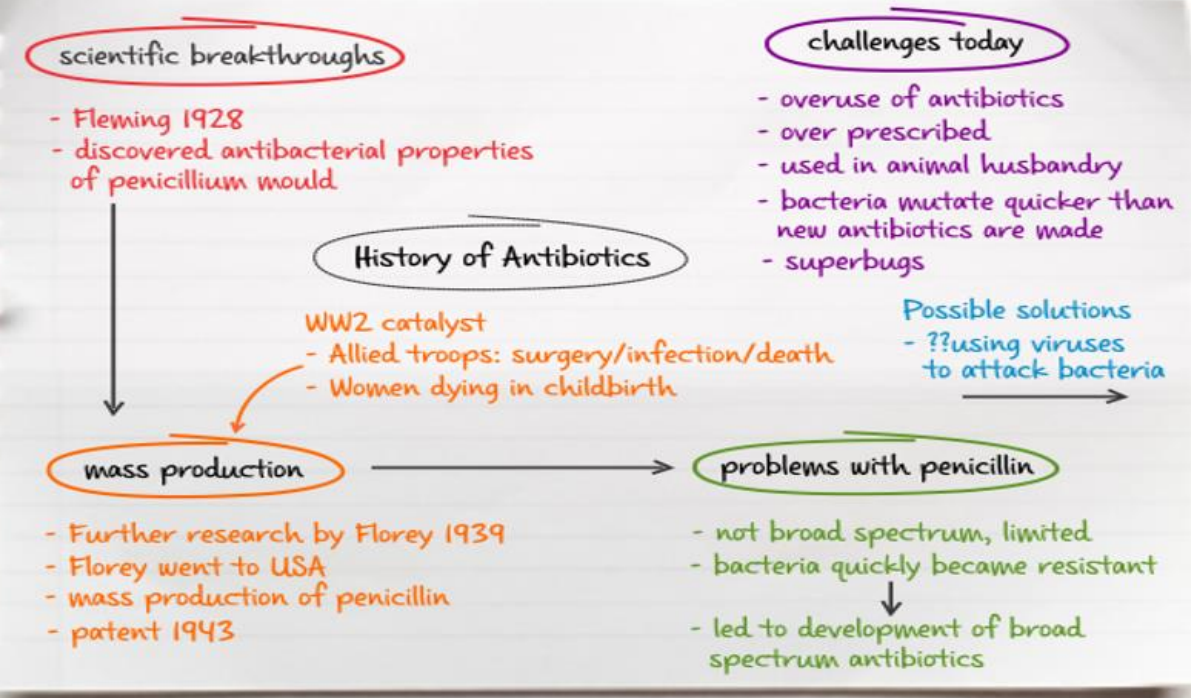 scientific breakthroughs
- Fleming 1928
- discovered antibacterial properties
of penicillium mould
challenges today
- overuse of antibiotics
- over prescribed
- used in animal husbandry
- bacteria mutate quicker than
new antibiotics are made
- superbugs
History of Antibiotics
WW2 catalyst
- Allied troops: surgery/infection/death
- Women dying in childbirth
Possible solutions
- ??using viruses
to attack bacteria
mass production
- Further research by Florey 1939
- Florey went to USA
- mass production of penicillin
- patent 1943
problems with penicillin
- not broad spectrum, limited
- bacteria quickly became resistant
- led to development of broad
spectrum antibiotics